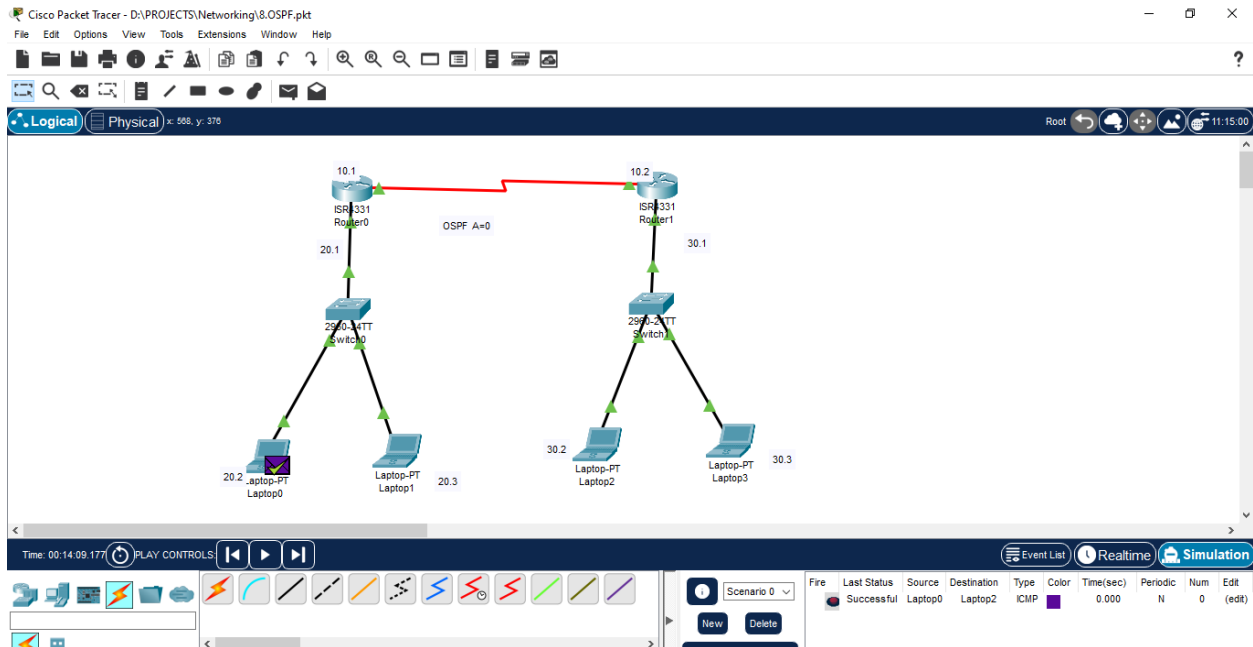 Cisco Packet Tracer - D:\PROJECTS\Networking\8.OSPF.pkt
File Edit Options View Tools Extensions Window Help
?
Logical Physical x: 568, y: 376 Root 11:15:00
10.1 10.2
ISR4331 ISR4331
Router0 Router1
OSPF A=0
20.1 30.1
2960-24TT 2960-24TT
Switch0 Switch1
30.2 30.3
Laptop-PT Laptop-PT
Laptop2 Laptop3
20.2 Laptop-PT Laptop-PT 20.3
Laptop0 Laptop1
Time: 00:14:09.177 PLAY CONTROLS: Event List Realtime Simulation
Scenario 0
New Delete
Fire Last Status Source Destination Type Color Time(sec) Periodic Num Edit
Successful Laptop0 Laptop2 ICMP 0.000 N 0 (edit)